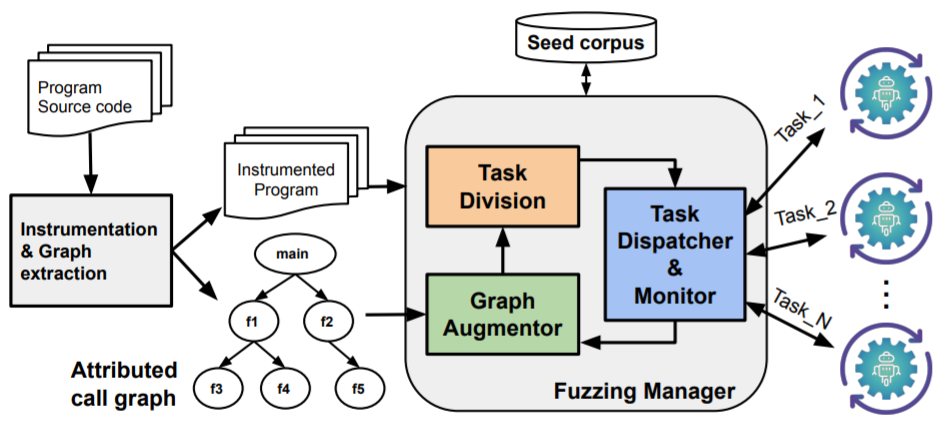 Seed corpus
Program
Source code
Instrumented
Program
Instrumentation
& Graph
extraction
main
f1
f2
f3
f4
f5
Attributed
call graph
Task
Division
Graph
Augmentor
Task
Dispatcher
&
Monitor
Fuzzing Manager
Task_1
Task_2
Task_N